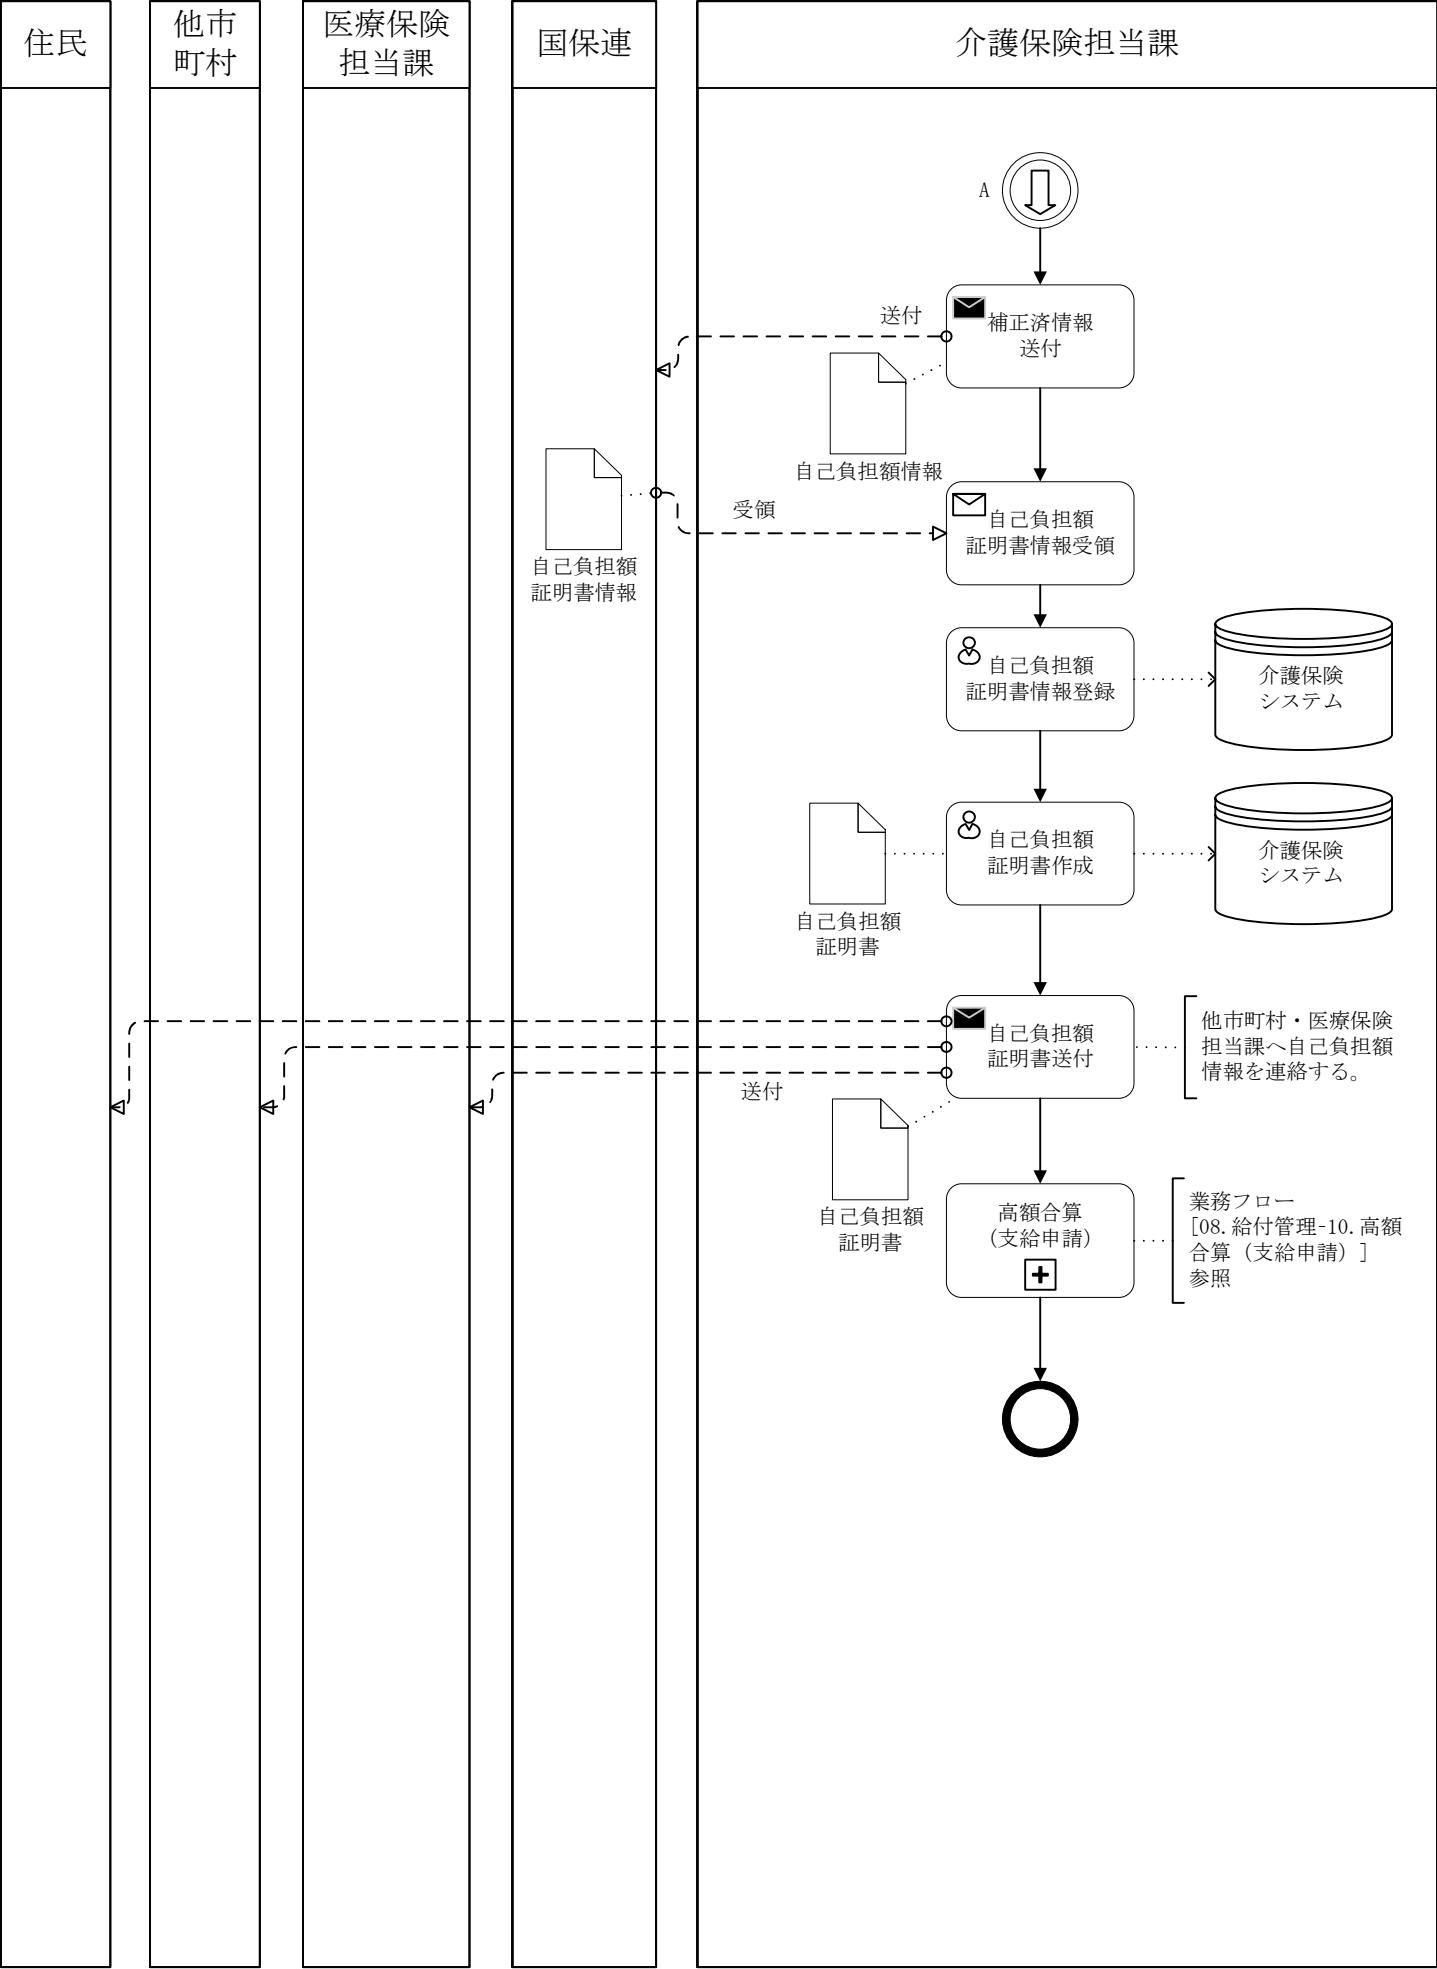 住民
他市
町村
医療保険
担当課
国保連
介護保険担当課
A
送付
補正済情報
送付
自己負担額情報
受領
自己負担額
証明書情報
自己負担額
証明書情報受領
自己負担額
証明書情報登録
介護保険
システム
自己負担額
証明書作成
介護保険
システム
自己負担額
証明書
自己負担額
証明書送付
他市町村・医療保険
担当課へ自己負担額
情報を連絡する。
送付
自己負担額
証明書
高額合算
（支給申請）
業務フロー
[08.給付管理-10.高額
合算（支給申請）]
参照